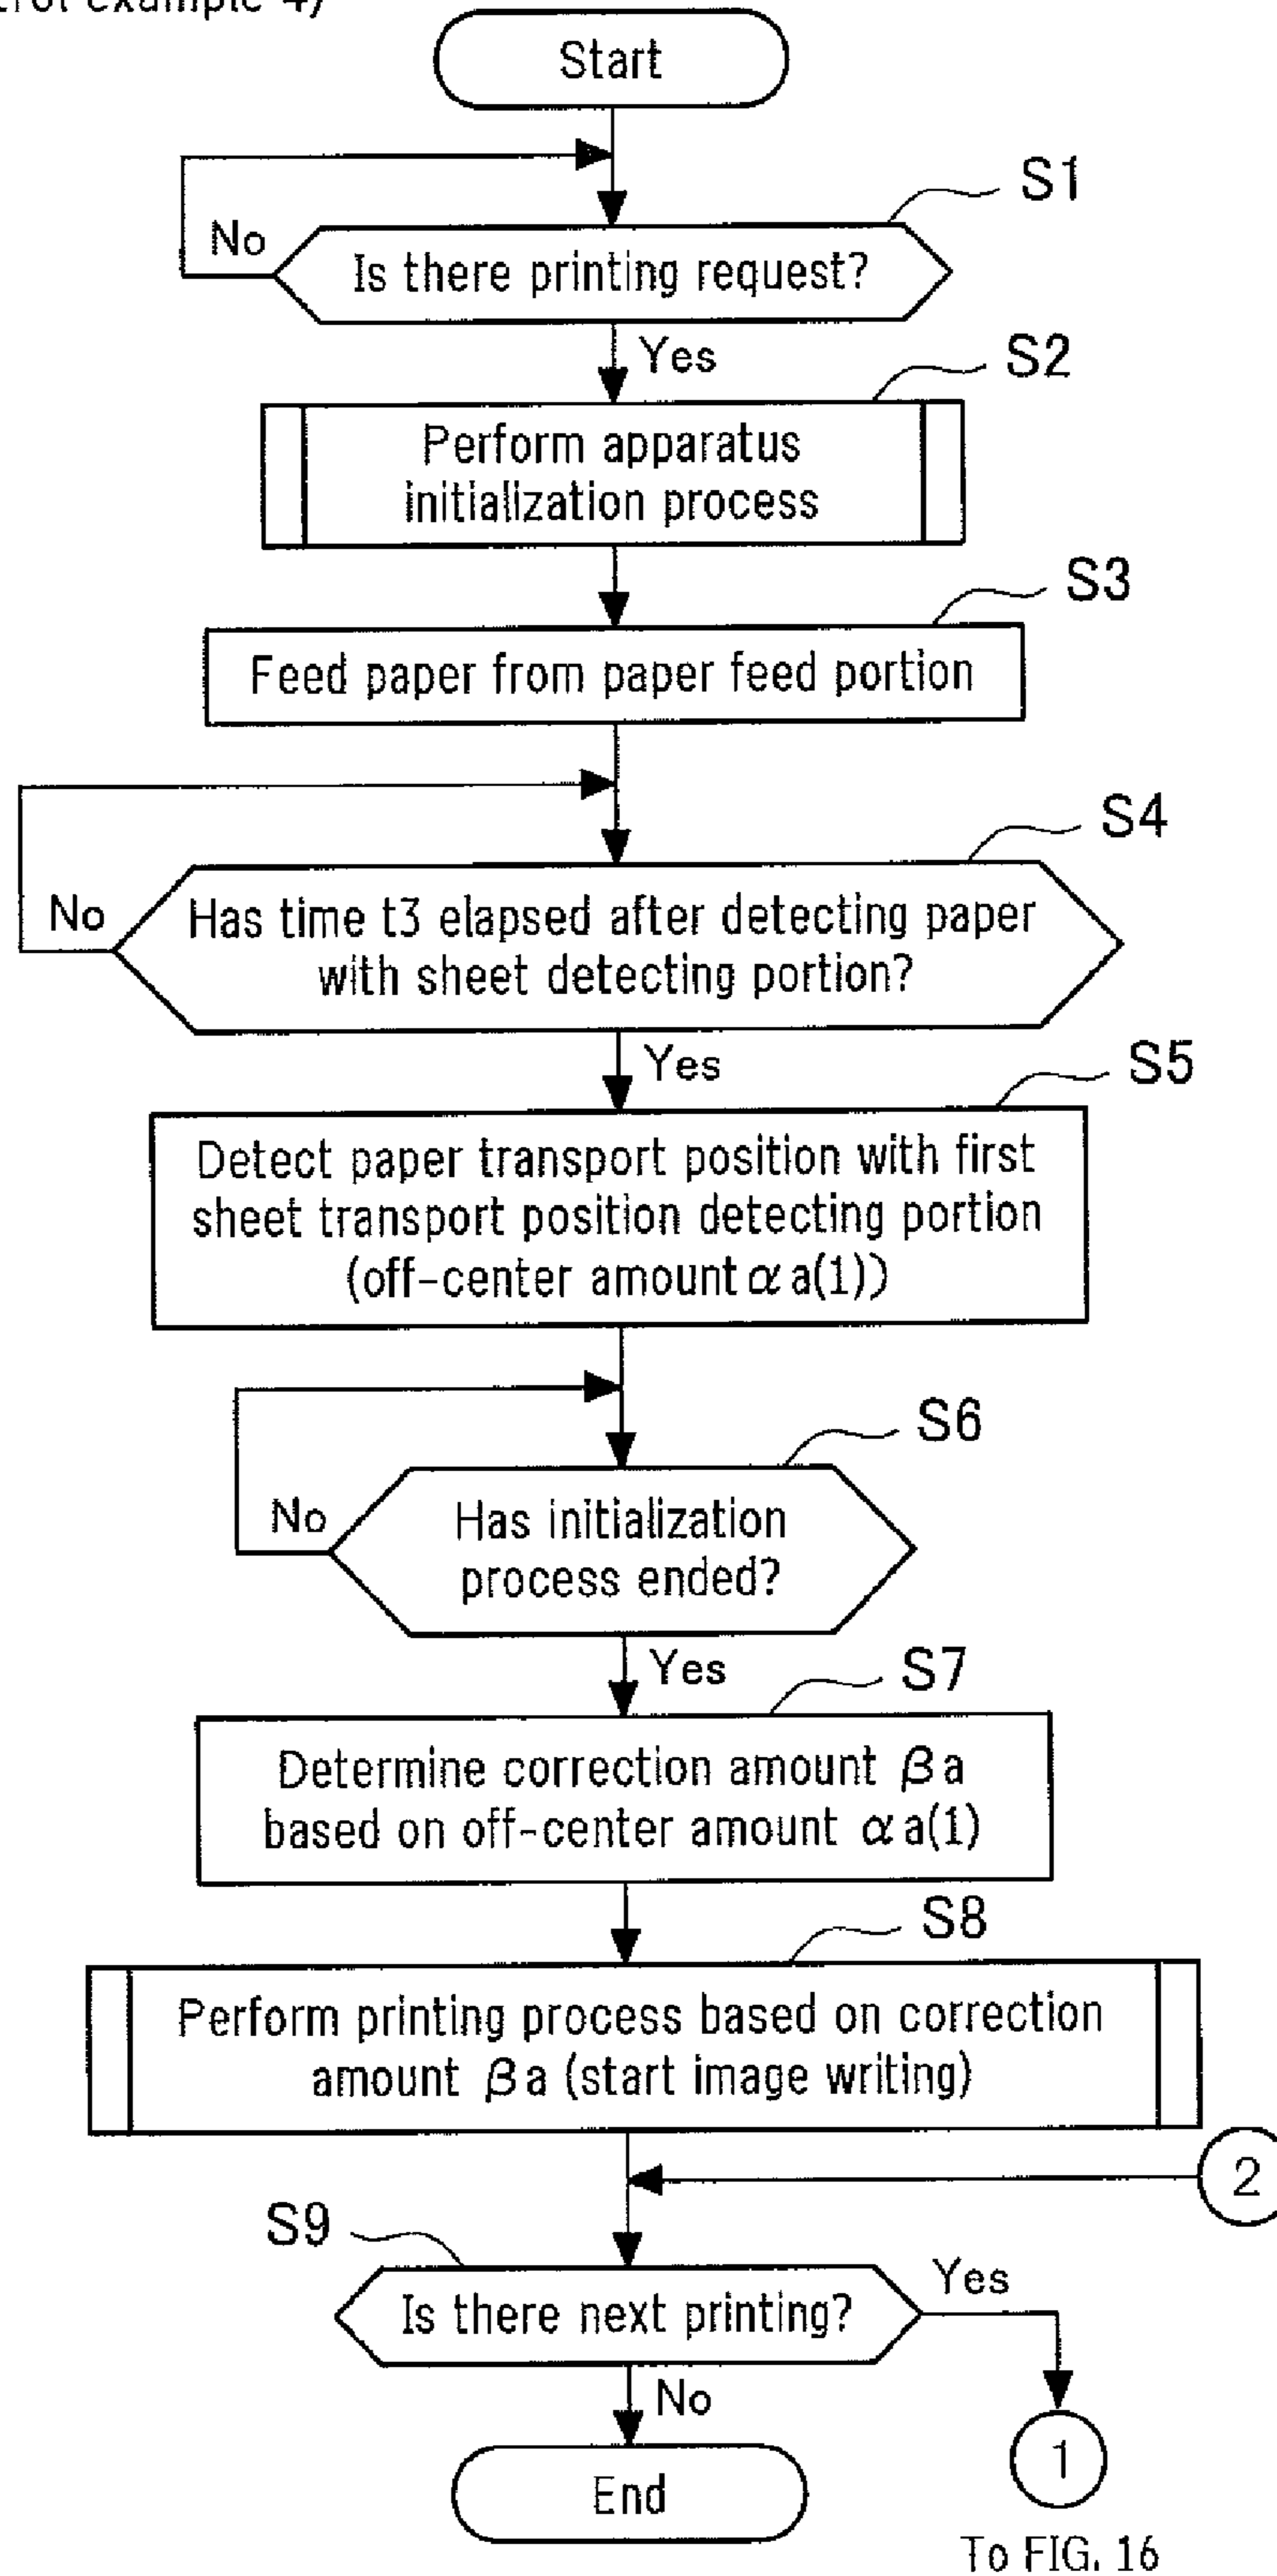 trol example 4)
Start
S1
No
Is there printing request?
Yes
S2
Perform apparatus
initialization process
S3
Feed paper from paper feed portion
S4
No
Has time t3 elapsed after detecting paper
with sheet detecting portion?
Yes
S5
Detect paper transport position with first
sheet transport position detecting portion
(off-center amount α a(1))
S6
No
Has initialization
process ended?
Yes
S7
Determine correction amount β a
based on off-center amount α a(1)
S8
Perform printing process based on correction
amount β a (start image writing)
2
S9
Yes
Is there next printing?
No
1
End
To FIG. 16